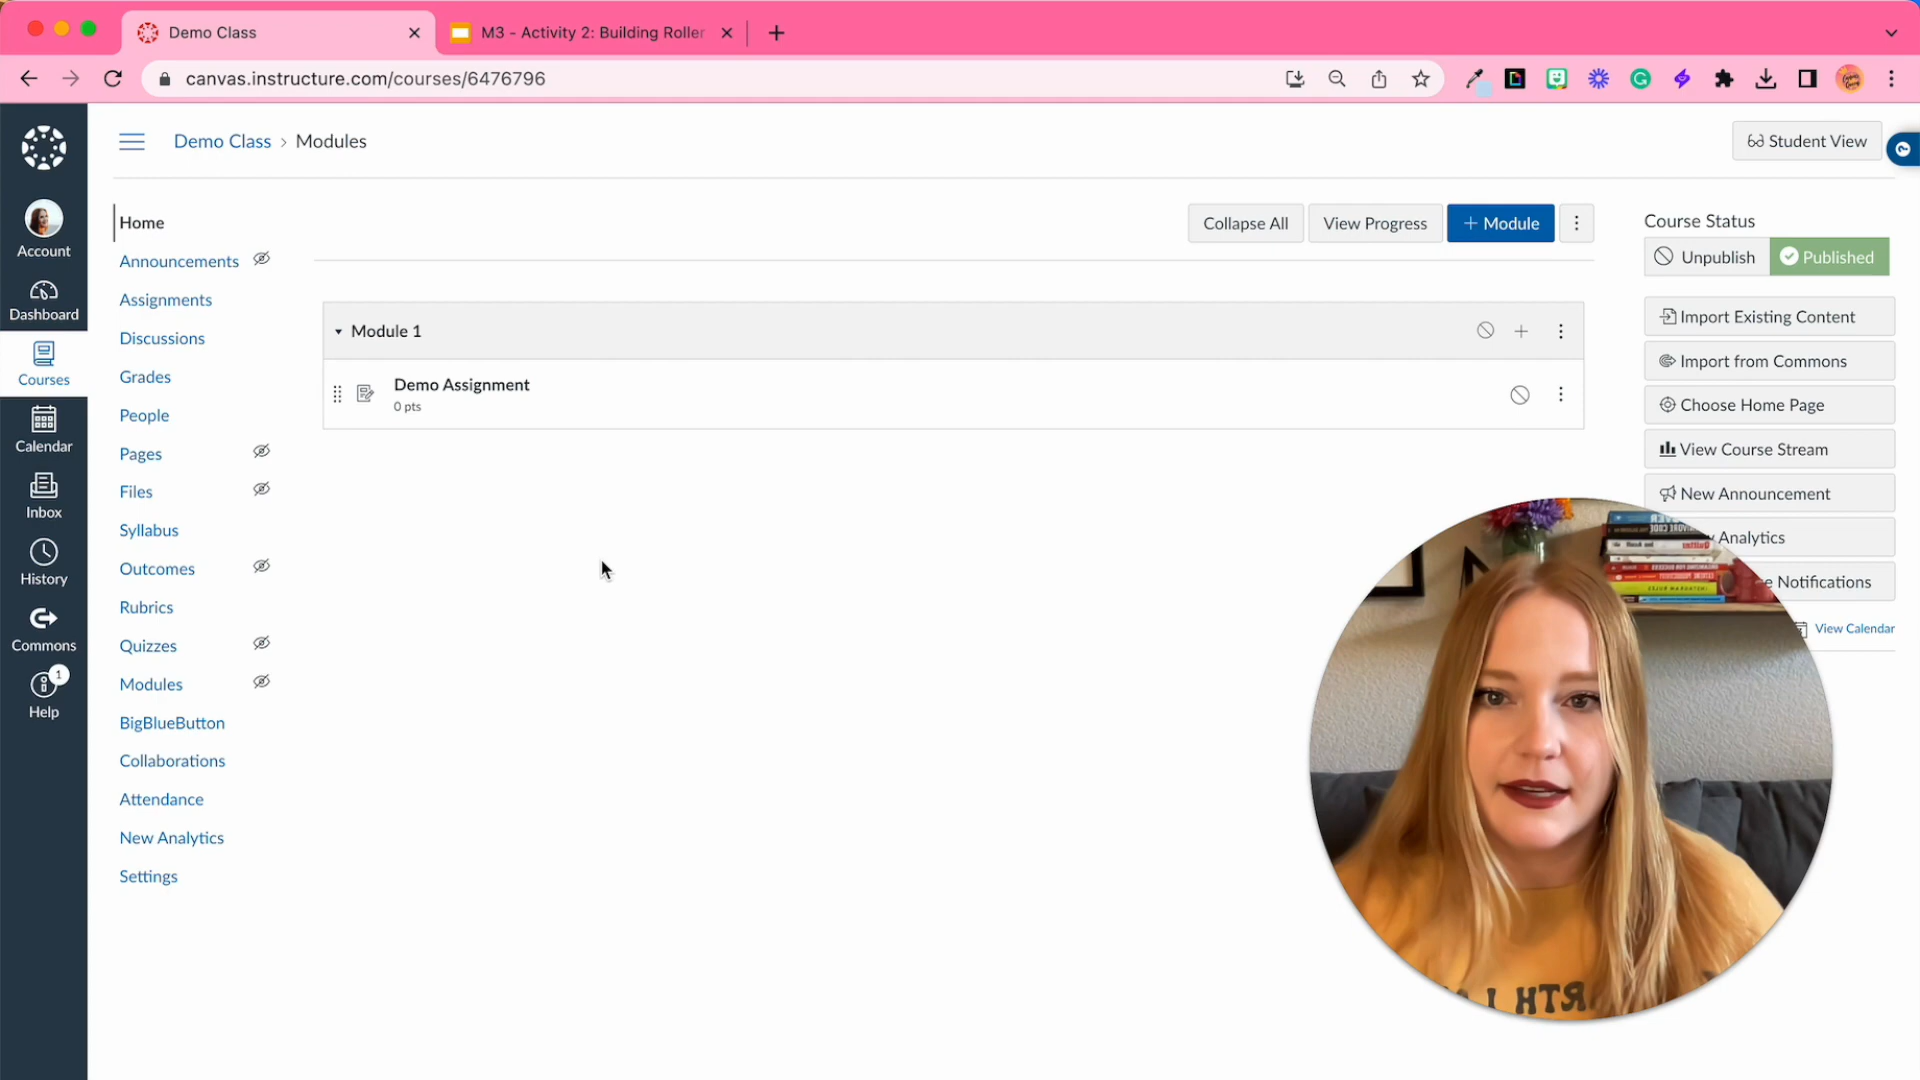 Demo Class
M3 - Activity 2: Building Roller
canvas.instructure.com/courses/6476796
Demo Class › Modules
Student View
Account
Dashboard
Courses
Calendar
Inbox
History
Commons
1
Help
Home
Announcements
Assignments
Discussions
Grades
People
Pages
Files
Syllabus
Outcomes
Rubrics
Quizzes
Modules
BigBlueButton
Collaborations
Attendance
New Analytics
Settings
Collapse All
View Progress
+ Module
Module 1
Demo Assignment
0 pts
Course Status
Unpublish
Published
Import Existing Content
Import from Commons
Choose Home Page
View Course Stream
New Announcement
Analytics
Notifications
View Calendar